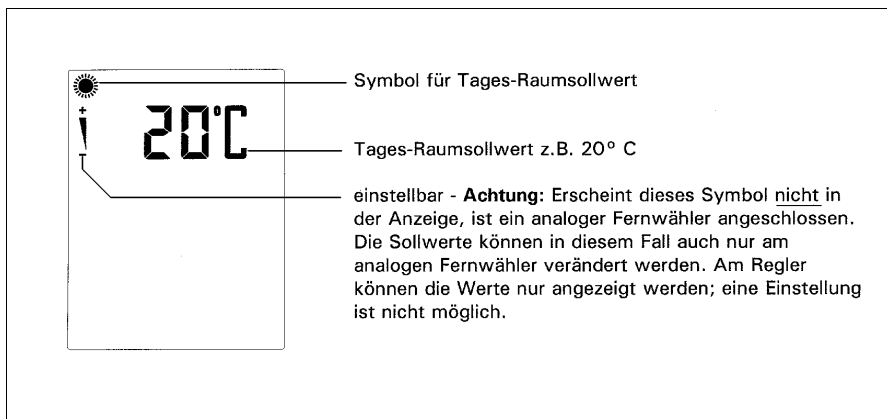 Symbol für Tages-Raumsollwert
+
20°C
Tages-Raumsollwert z.B. 20° C
einstellbar - Achtung: Erscheint dieses Symbol nicht in
der Anzeige, ist ein analoger Fernwähler angeschlossen.
Die Sollwerte können in diesem Fall auch nur am
analogen Fernwähler verändert werden. Am Regler
können die Werte nur angezeigt werden; eine Einstellung
ist nicht möglich.